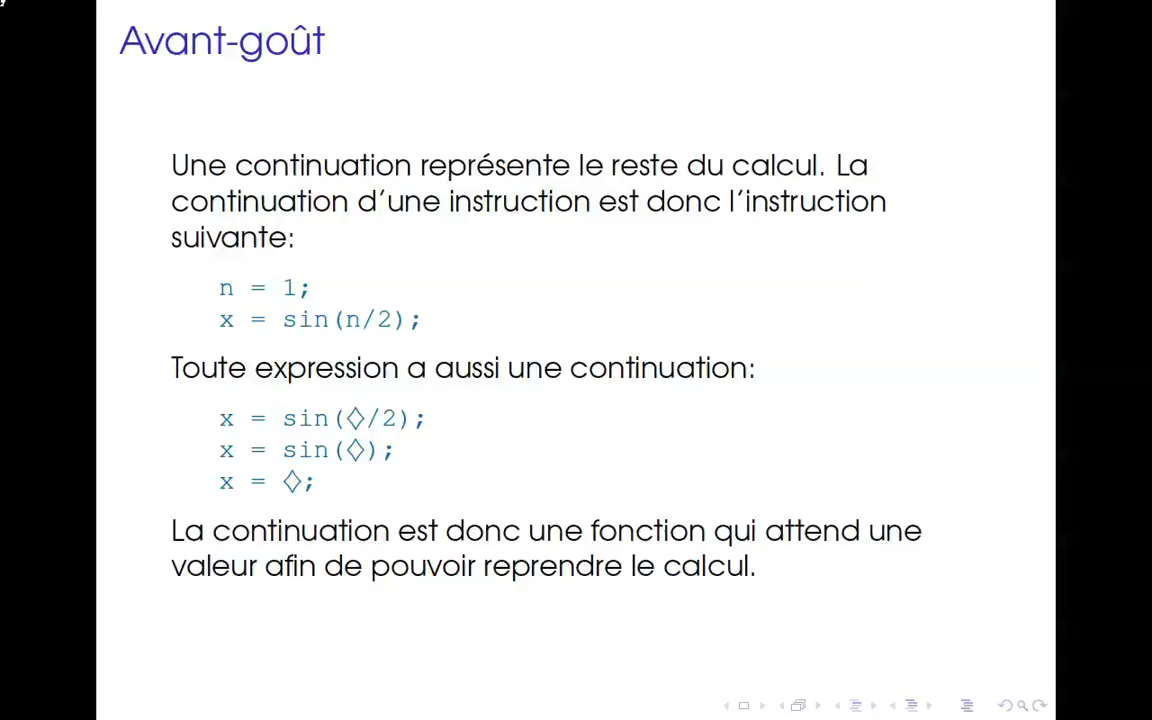 Avant-goût
Une continuation représente le reste du calcul. La
continuation d'une instruction est donc l'instruction
suivante:
n = 1;
x = sin(n/2);
Toute expression a aussi une continuation:
x = sin(◇/2);
x = sin(◇);
x = ◇;
La continuation est donc une fonction qui attend une
valeur afin de pouvoir reprendre le calcul.